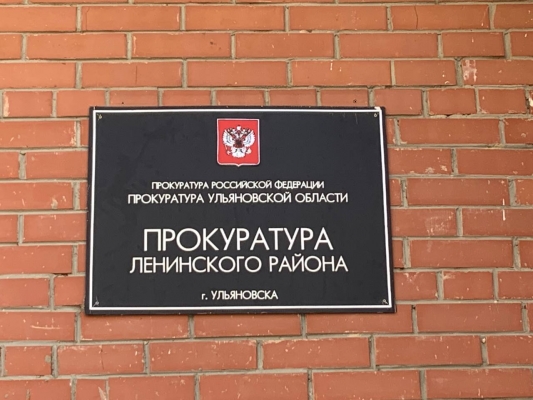 ПРОКУРАТУРА РОССИЙСКОЙ ФЕДЕРАЦИИ
ПРОКУРАТУРА УЛЬЯНОВСКОЙ ОБЛАСТИ
ПРОКУРАТУРА
ЛЕНИНСКОГО РАЙОНА
г. УЛЬЯНОВСКА